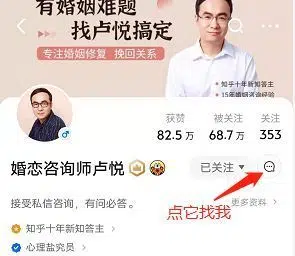 有婚姻难题
找卢悦搞定
专注婚姻修复 挽回关系
知乎十年新知答主
15年婚姻咨询经验
获赞 被关注 关注
82.5 万 68.7 万 353
婚恋咨询师卢悦
已关注
点它找我
接受私信咨询，有问必答。
更多资料 >
知乎十年新知答主
心理盐究员